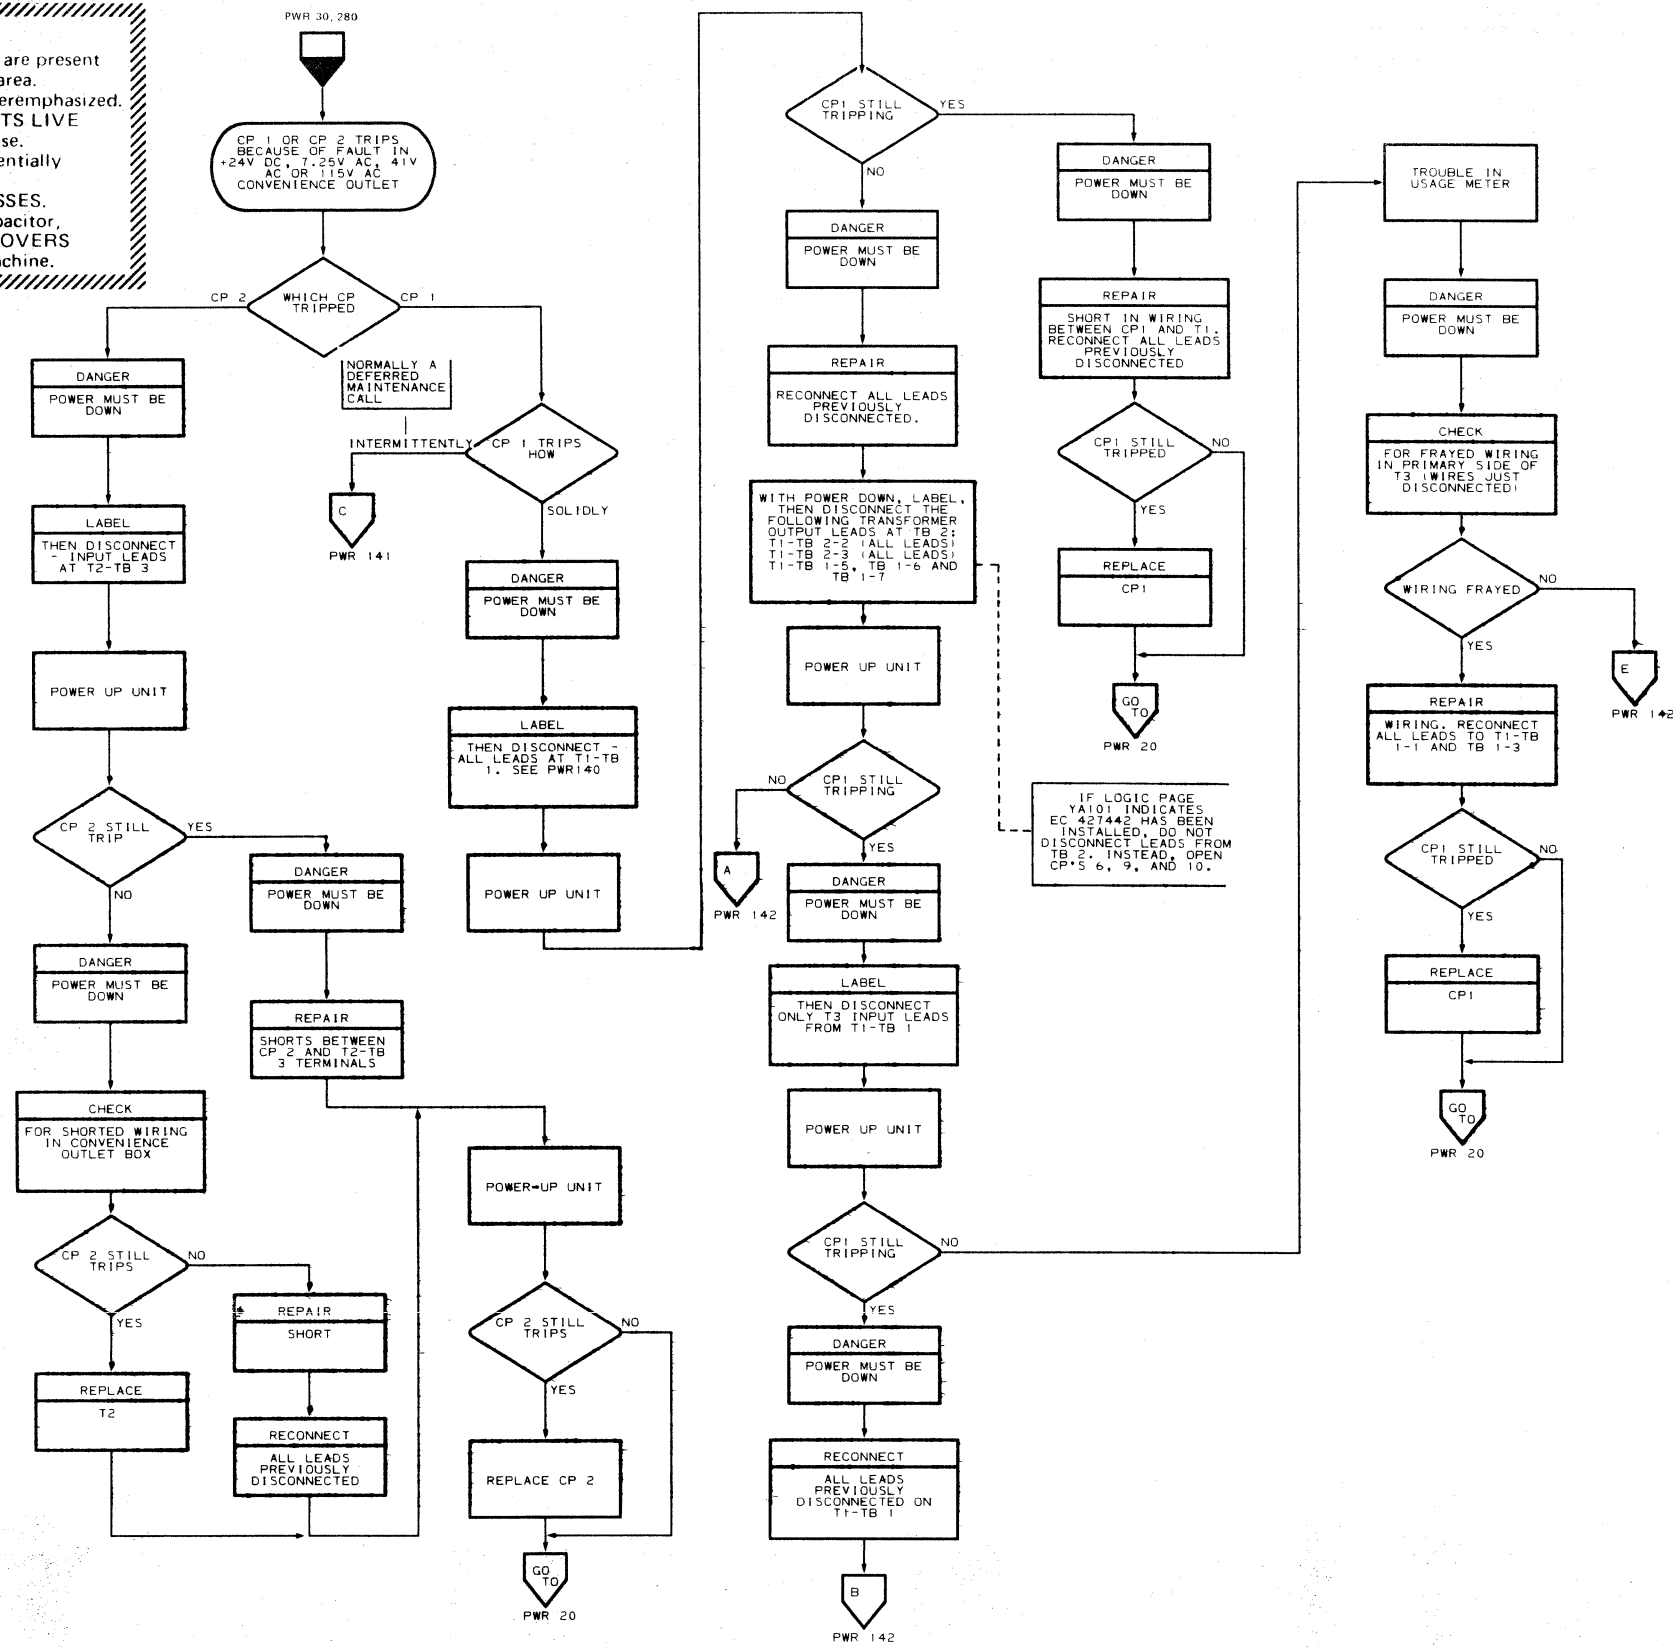 are present
area.
eremphasized.
TS LIVE
se.
entially
SSES.
pacitor,
OVERS
achine.
PWR 30, 280
CP 1 OR CP 2 TRIPS
BECAUSE OF FAULT IN
+24V DC, 7.25V AC, 41V
AC OR 115V AC
CONVENIENCE OUTLET
WHICH CP
TRIPPED
CP 2
CP 1
DANGER
POWER MUST BE
DOWN
LABEL
THEN DISCONNECT
- INPUT LEADS
AT T2-TB 3
POWER UP UNIT
CP 2 STILL
TRIP
YES
NO
DANGER
POWER MUST BE
DOWN
CHECK
FOR SHORTED WIRING
IN CONVENIENCE
OUTLET BOX
CP 2 STILL
TRIPS
NO
YES
REPLACE
T2
REPAIR
SHORT
RECONNECT
ALL LEADS
PREVIOUSLY
DISCONNECTED
DANGER
POWER MUST BE
DOWN
REPAIR
SHORTS BETWEEN
CP 2 AND T2-TB
3 TERMINALS
NORMALLY A
DEFERRED
MAINTENANCE
CALL
INTERMITTENTLY
CP 1 TRIPS
HOW
C
PWR 141
SOLIDLY
DANGER
POWER MUST BE
DOWN
LABEL
THEN DISCONNECT -
ALL LEADS AT T1-TB
1. SEE PWR140
POWER UP UNIT
POWER-UP UNIT
CP 2 STILL
TRIPS
NO
YES
REPLACE CP 2
GO
TO
PWR 20
CP1 STILL
TRIPPING
YES
NO
DANGER
POWER MUST BE
DOWN
REPAIR
RECONNECT ALL LEADS
PREVIOUSLY
DISCONNECTED.
WITH POWER DOWN, LABEL,
THEN DISCONNECT THE
FOLLOWING TRANSFORMER
OUTPUT LEADS AT TB 2:
T1-TB 2-2 (ALL LEADS)
T1-TB 2-3 (ALL LEADS)
T1-TB 1-5, TB 1-6 AND
TB 1-7
POWER UP UNIT
CP1 STILL
TRIPPING
NO
YES
A
PWR 142
DANGER
POWER MUST BE
DOWN
LABEL
THEN DISCONNECT
ONLY T3 INPUT LEADS
FROM T1-TB 1
POWER UP UNIT
CP1 STILL
TRIPPING
NO
YES
DANGER
POWER MUST BE
DOWN
RECONNECT
ALL LEADS
PREVIOUSLY
DISCONNECTED ON
T1-TB 1
B
PWR 142
DANGER
POWER MUST BE
DOWN
REPAIR
SHORT IN WIRING
BETWEEN CP1 AND T1.
RECONNECT ALL LEADS
PREVIOUSLY
DISCONNECTED
CP1 STILL
TRIPPED
NO
YES
REPLACE
CP1
GO
TO
PWR 20
IF LOGIC PAGE
YA101 INDICATES
EC 427442 HAS BEEN
INSTALLED, DO NOT
DISCONNECT LEADS FROM
TB 2. INSTEAD, OPEN
CP'S 6, 9, AND 10.
TROUBLE IN
USAGE METER
DANGER
POWER MUST BE
DOWN
CHECK
FOR FRAYED WIRING
IN PRIMARY SIDE OF
T3 (WIRES JUST
DISCONNECTED)
WIRING FRAYED
NO
YES
E
PWR 142
REPAIR
WIRING. RECONNECT
ALL LEADS TO T1-TB
1-1 AND TB 1-3
CP1 STILL
TRIPPED
NO
YES
REPLACE
CP1
GO
TO
PWR 20